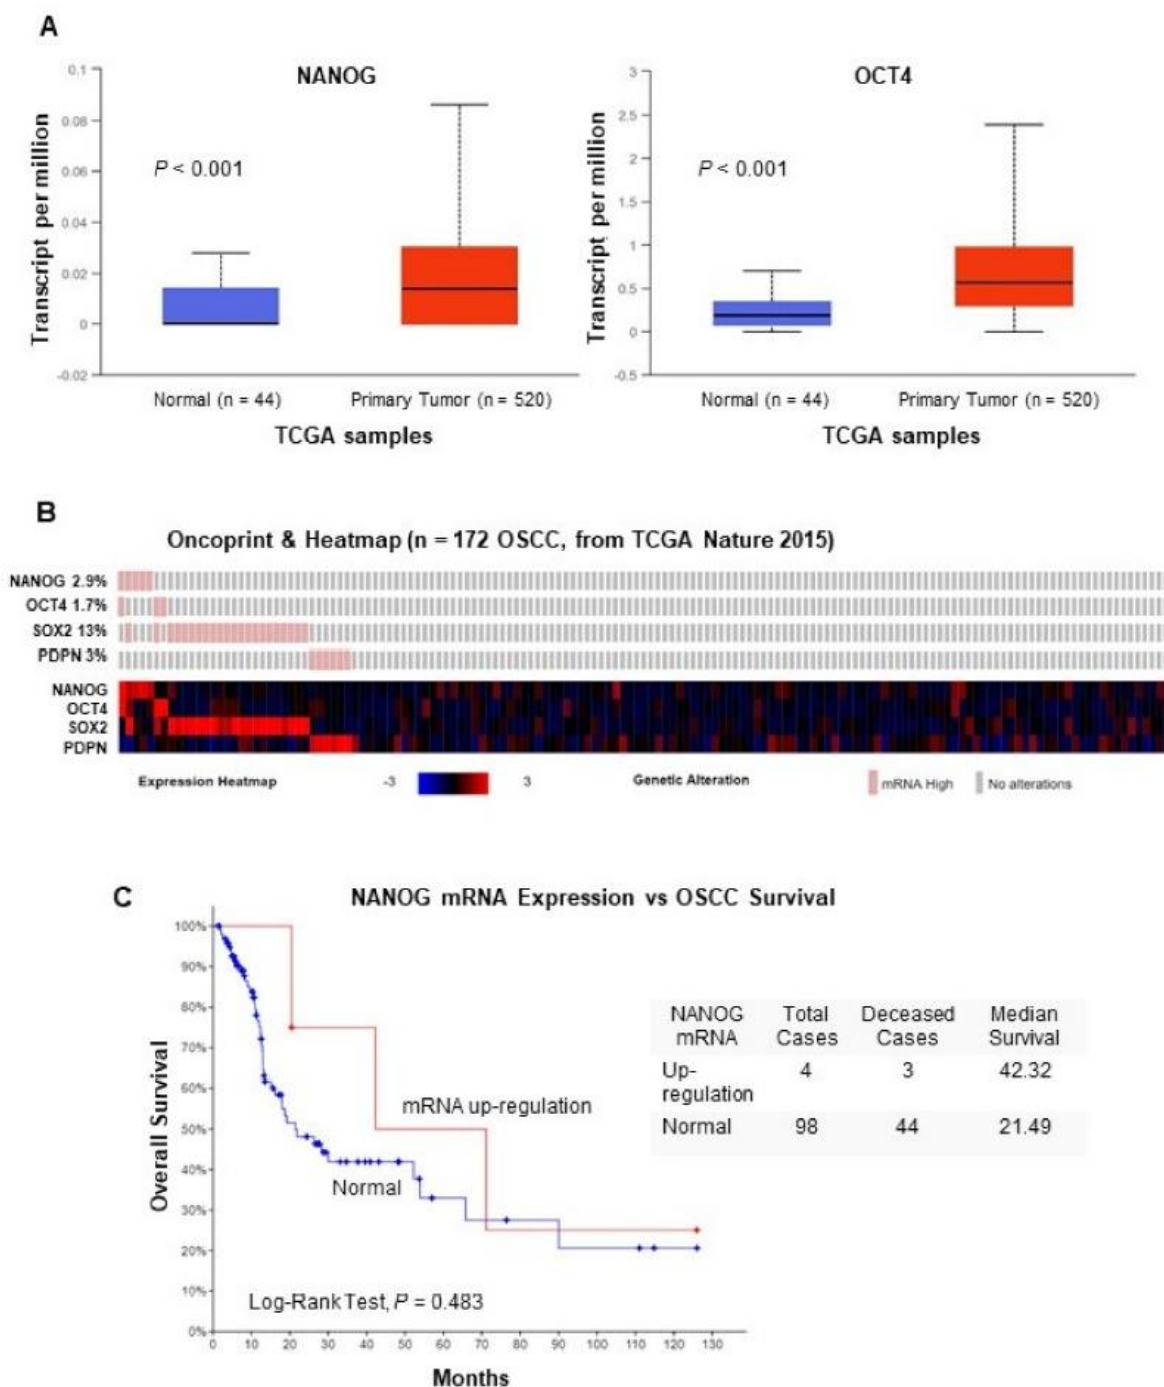 A
NANOG
Transcript per million
0.1
0.08
0.06
0.04
0.02
0
-0.02
P < 0.001
Normal (n = 44)
Primary Tumor (n = 520)
TCGA samples
OCT4
Transcript per million
3
2.5
2
1.5
1
0.5
0
-0.5
P < 0.001
Normal (n = 44)
Primary Tumor (n = 520)
TCGA samples
B
Oncoprint & Heatmap (n = 172 OSCC, from TCGA Nature 2015)
NANOG 2.9%
OCT4 1.7%
SOX2 13%
PDPN 3%
NANOG
OCT4
SOX2
PDPN
Expression Heatmap -3 3 Genetic Alteration mRNA High No alterations
C
NANOG mRNA Expression vs OSCC Survival
Overall Survival
100%
90%
80%
70%
60%
50%
40%
30%
20%
10%
0%
mRNA up-regulation
Normal
Log-Rank Test, P = 0.483
0 10 20 30 40 50 60 70 80 90 100 110 120 130
Months
NANOG mRNA Total Cases Deceased Cases Median Survival
Up-regulation 4 3 42.32
Normal 98 44 21.49